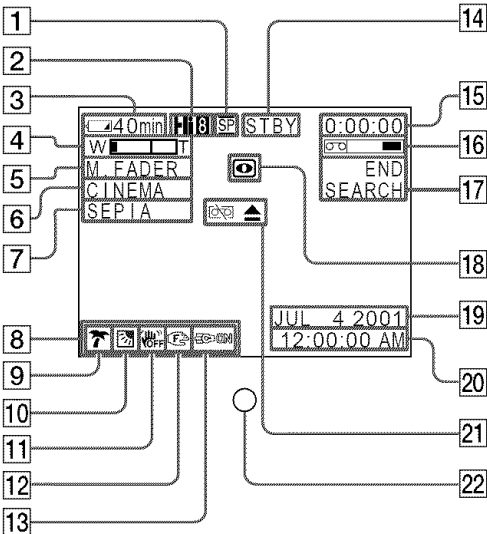 1
14
2
3
15
40min Hi8 SP STBY 0:00:00
4
W T
16
5
M.FADER
END
6
CINEMA
SEARCH
17
7
SEPIA
18
19
JUL 4 2001
8
OFF F ON
12:00:00 AM
20
9
10
11
21
12
22
13